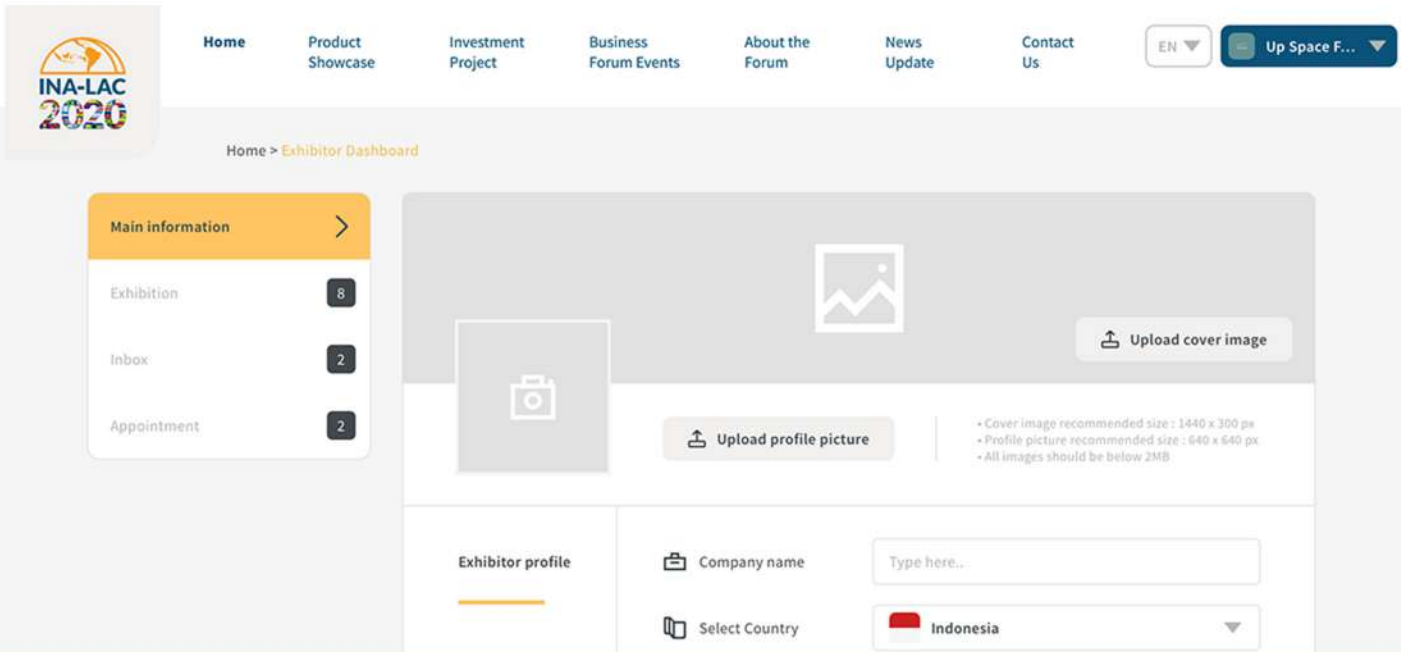 INA-LAC
2020
Home
Product
Showcase
Investment
Project
Business
Forum Events
About the
Forum
News
Update
Contact
Us
EN
Up Space F...
Home > Exhibitor Dashboard
Main information
Exhibition
8
Inbox
2
Appointment
2
Upload cover image
Upload profile picture
• Cover image recommended size : 1440 x 300 px
• Profile picture recommended size : 640 x 640 px
• All images should be below 2MB
Exhibitor profile
Company name
Type here..
Select Country
Indonesia